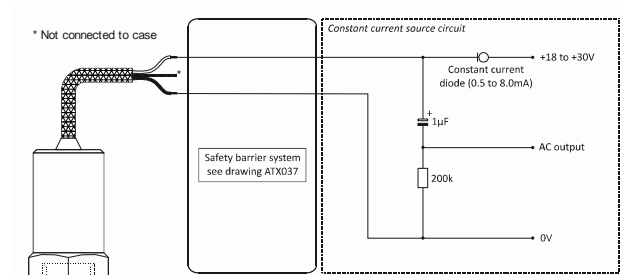 * Not connected to case
Constant current source circuit
*
+18 to +30V
Constant current
diode (0.5 to 8.0mA)
+
1µF
AC output
Safety barrier system
see drawing ATX037
200k
0V